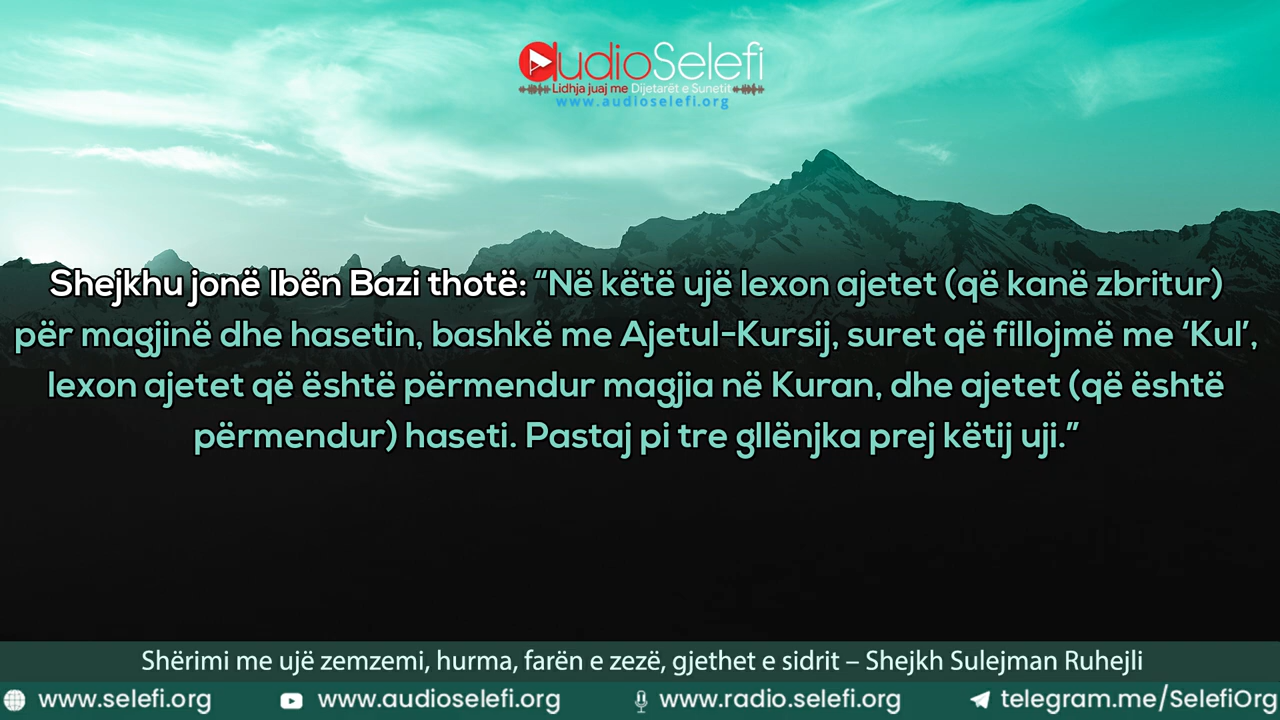 audioSelefi
Lidhja juaj me Dijetarët e Sunetit
www.audioselefi.org
Shejkhu jonë Ibën Bazi thotë: “Në këtë ujë lexon ajetet (që kanë zbritur)
për magjinë dhe hasetin, bashkë me Ajetul-Kursij, suret që fillojmë me ‘Kul’,
lexon ajetet që është përmendur magjia në Kuran, dhe ajetet (që është
përmendur) haseti. Pastaj pi tre gllënjka prej këtij uji.”
Shërimi me ujë zemzemi, hurma, farën e zezë, gjethet e sidrit – Shejkh Sulejman Ruhejli
www.selefi.org www.audioselefi.org www.radio.selefi.org telegram.me/SelefiOrg